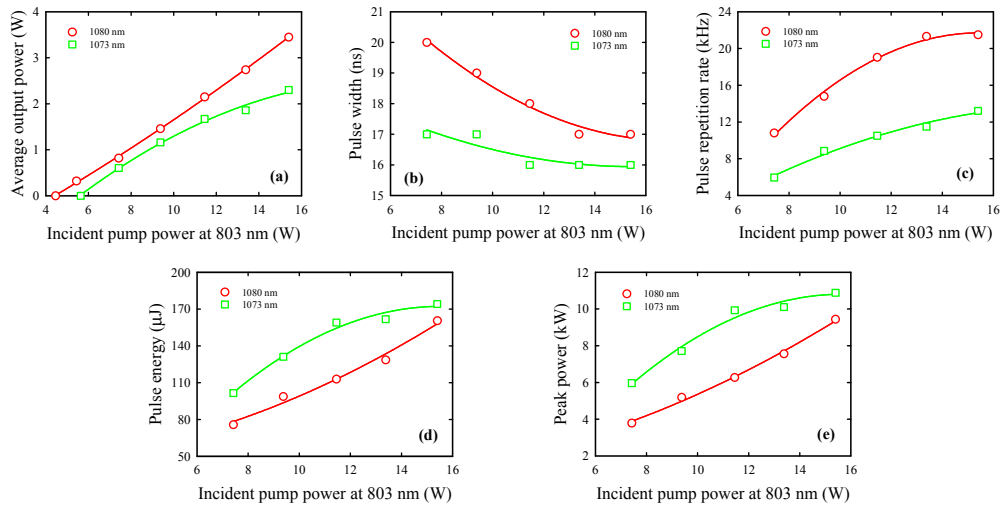 Average output power (W)
4
3
2
1
0
1080 nm
1073 nm
(a)
4 6 8 10 12 14 16
Incident pump power at 803 nm (W)
Pulse width (ns)
21
20
19
18
17
16
15
1080 nm
1073 nm
(b)
6 8 10 12 14 16
Incident pump power at 803 nm (W)
Pulse repetition rate (kHz)
24
20
16
12
8
4
1080 nm
1073 nm
(c)
6 8 10 12 14 16
Incident pump power at 803 nm (W)
Pulse energy (μJ)
200
170
140
110
80
50
1080 nm
1073 nm
(d)
6 8 10 12 14 16
Incident pump power at 803 nm (W)
Peak power (kW)
12
10
8
6
4
2
1080 nm
1073 nm
(e)
6 8 10 12 14 16
Incident pump power at 803 nm (W)